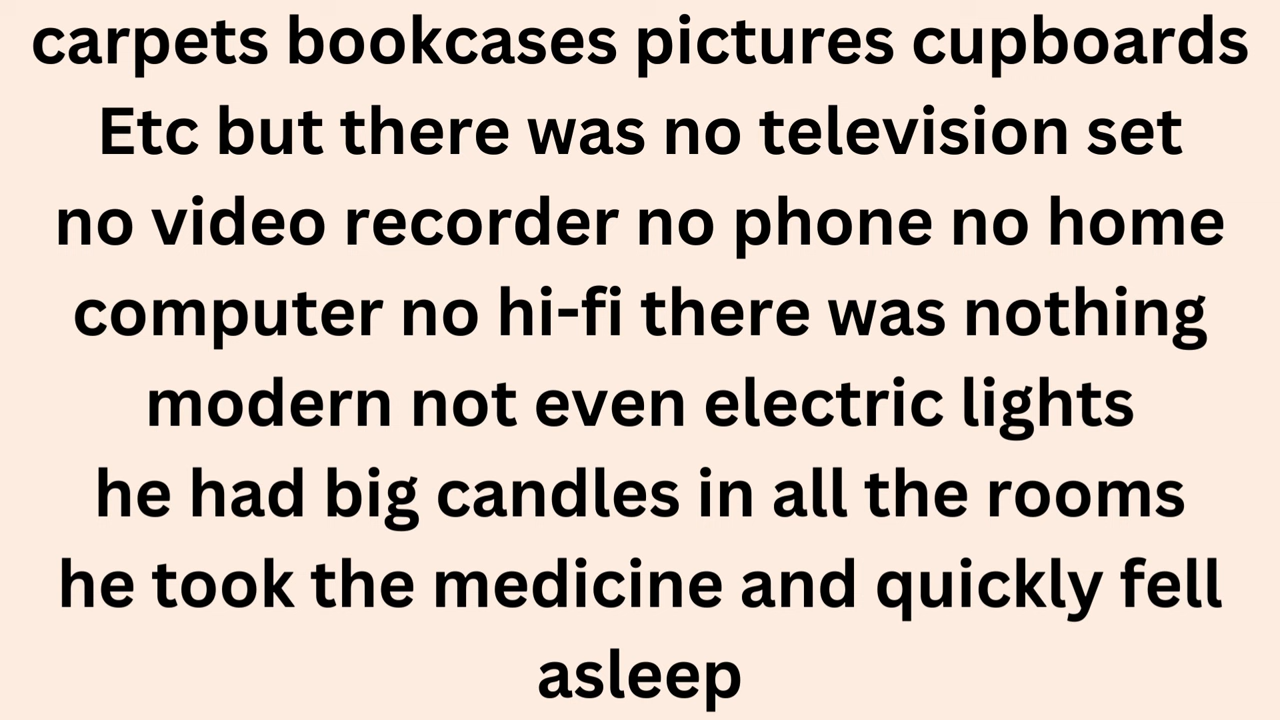 carpets bookcases pictures cupboards
Etc but there was no television set
no video recorder no phone no home
computer no hi-fi there was nothing
modern not even electric lights
he had big candles in all the rooms
he took the medicine and quickly fell
asleep